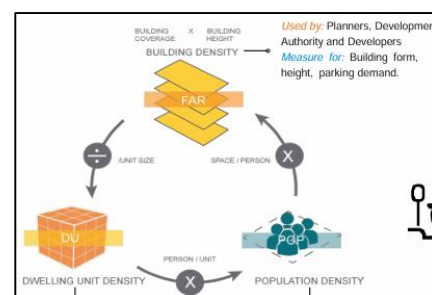 BUILDING COVERAGE X BUILDING HEIGHT
BUILDING DENSITY
Used by: Planners, Developmen
Authority and Developers
Measure for: Building form,
height, parking demand.
FAR
÷
/UNIT SIZE
SPACE / PERSON
X
DU
POP
PERSON / UNIT
X
DWELLING UNIT DENSITY
POPULATION DENSITY